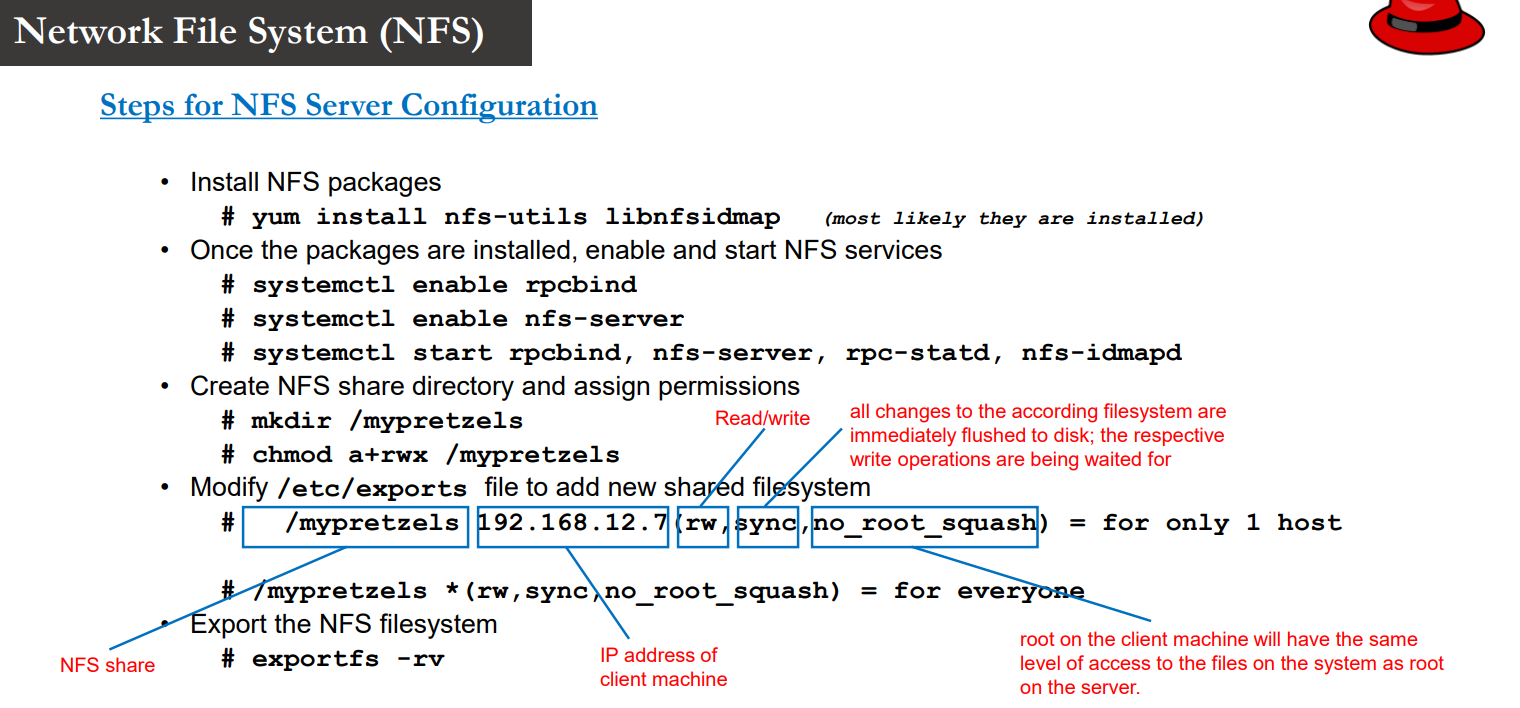 Network File System (NFS)
Steps for NFS Server Configuration
• Install NFS packages
# yum install nfs-utils libnfsidmap (most likely they are installed)
• Once the packages are installed, enable and start NFS services
# systemctl enable rpcbind
# systemctl enable nfs-server
# systemctl start rpcbind, nfs-server, rpc-statd, nfs-idmapd
• Create NFS share directory and assign permissions
# mkdir /mypretzels
# chmod a+rwx /mypretzels
Read/write
all changes to the according filesystem are
immediately flushed to disk; the respective
write operations are being waited for
• Modify /etc/exports file to add new shared filesystem
# /mypretzels 192.168.12.7(rw,sync,no_root_squash) = for only 1 host
# /mypretzels *(rw,sync,no_root_squash) = for everyone
• Export the NFS filesystem
# exportfs -rv
NFS share
IP address of
client machine
root on the client machine will have the same
level of access to the files on the system as root
on the server.